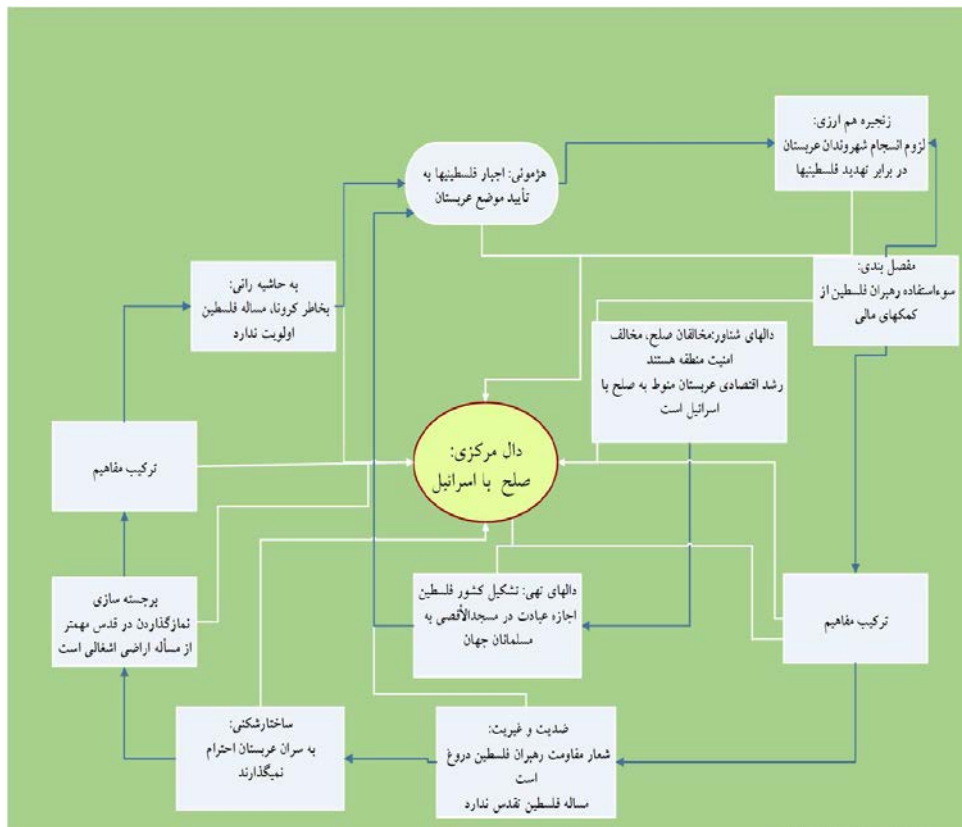 زنجیره هم ارزی:
لزوم انسجام شهروندان عربستان
در برابر تهدید فلسطینیها
هژمونی: اجبار فلسطینیها به
تأیید موضع عربستان
مفصل بندی:
سوءاستفاده رهبران فلسطین از
کمکهای مالی
به حاشیه رانی:
بخاطر کرونا، مساله فلسطین
اولویت ندارد
دالهای شناور:مخالفان صلح، مخالف
امنیت منطقه هستند
رشد اقتصادی عربستان منوط به صلح با
اسرائیل است
دال مرکزی:
صلح با اسرائیل
ترکیب مفاهیم
دالهای تهی: تشکیل کشور فلسطین
اجازه عبادت در مسجدالأقصی به
مسلمانان جهان
ترکیب مفاهیم
برجسته سازی
نمازگذاردن در قدس مهمتر
از مسأله اراضی اشغالی است
ضدیت و غیریت:
شعار مقاومت رهبران فلسطین دروغ
است
مساله فلسطین تقدس ندارد
ساختارشکنی:
به سران عربستان احترام
نمیگذارند